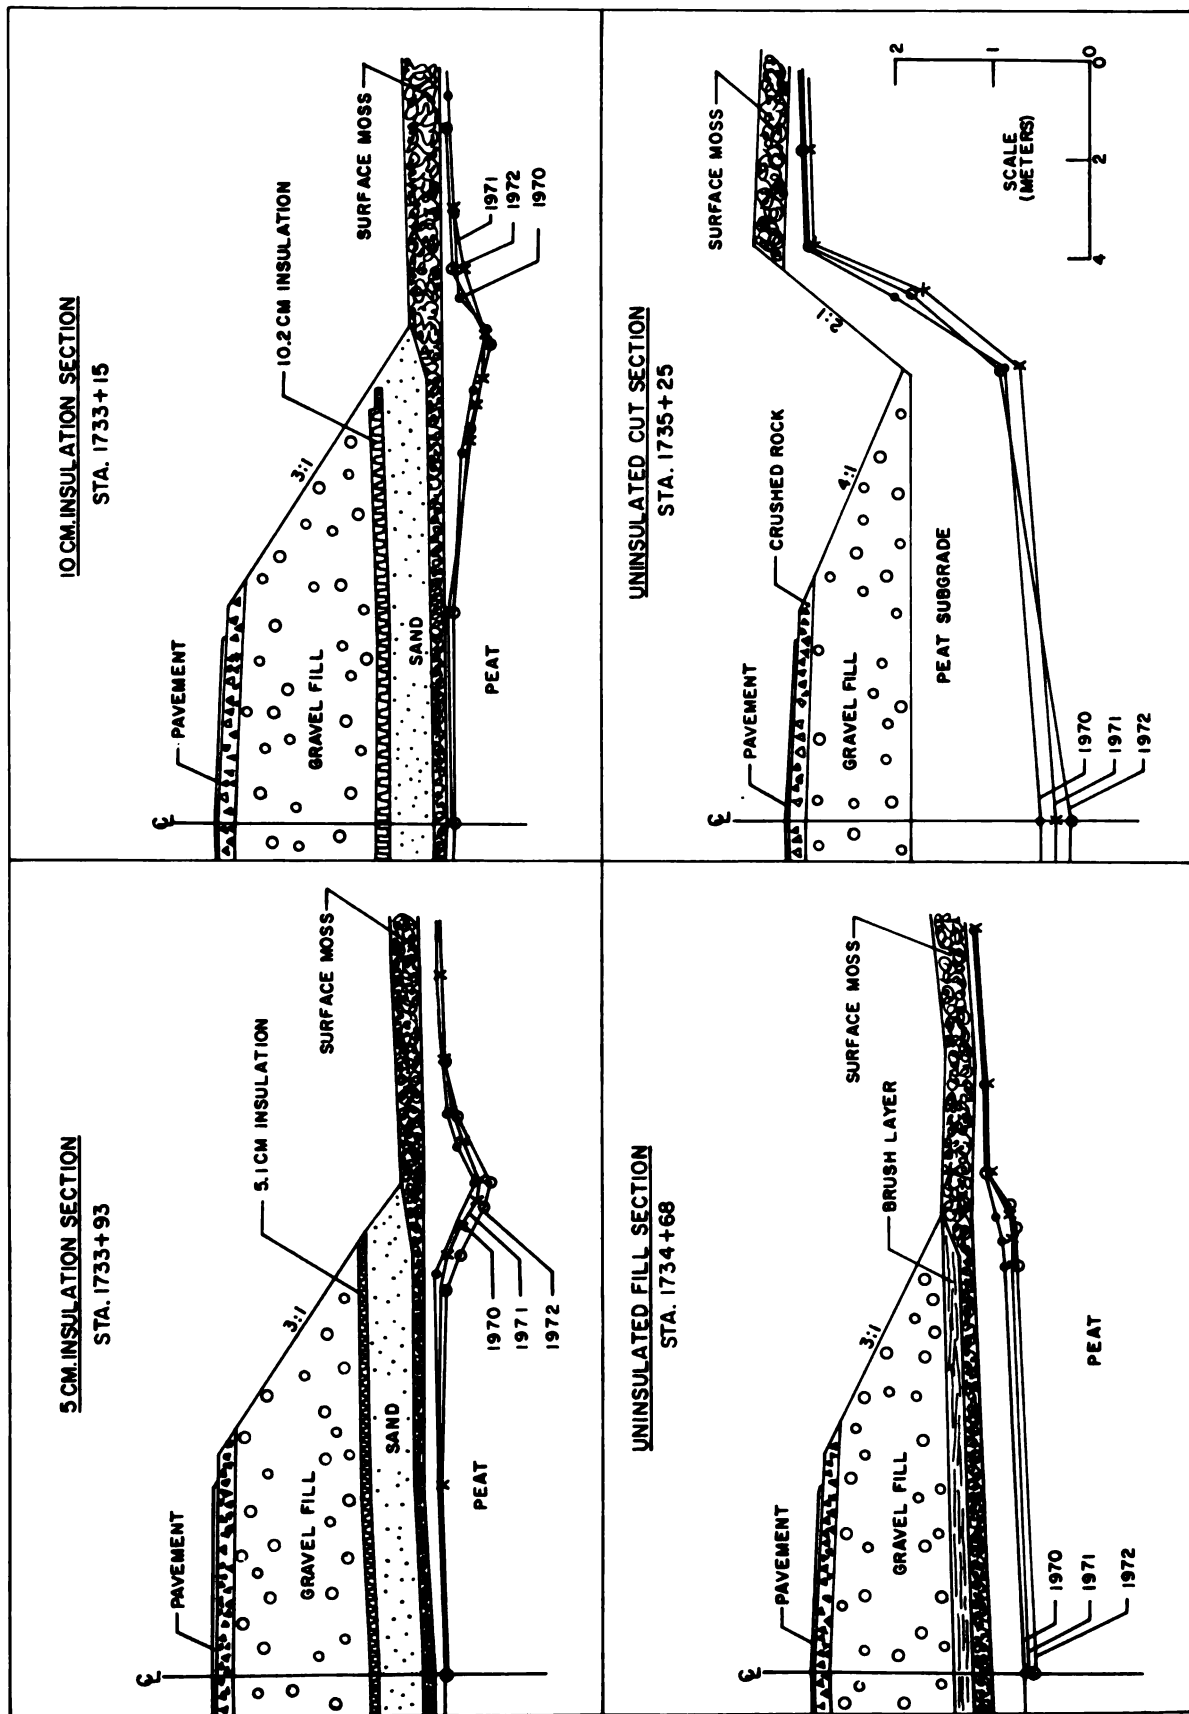 5 CM. INSULATION SECTION
STA. 1733+93
PAVEMENT
3:1
5.1 CM INSULATION
SURFACE MOSS
GRAVEL FILL
SAND
PEAT
1970
1971
1972
℄
10 CM. INSULATION SECTION
STA. 1733+15
PAVEMENT
3:1
10.2 CM INSULATION
SURFACE MOSS
GRAVEL FILL
SAND
PEAT
1971
1972
1970
℄
UNINSULATED FILL SECTION
STA. 1734+68
PAVEMENT
3:1
BRUSH LAYER
SURFACE MOSS
GRAVEL FILL
PEAT
1970
1971
1972
℄
UNINSULATED CUT SECTION
STA. 1735+25
PAVEMENT
CRUSHED ROCK
4:1
2:1
SURFACE MOSS
GRAVEL FILL
PEAT SUBGRADE
1970
1971
1972
℄
SCALE
(METERS)
2
1
0
4
2
0